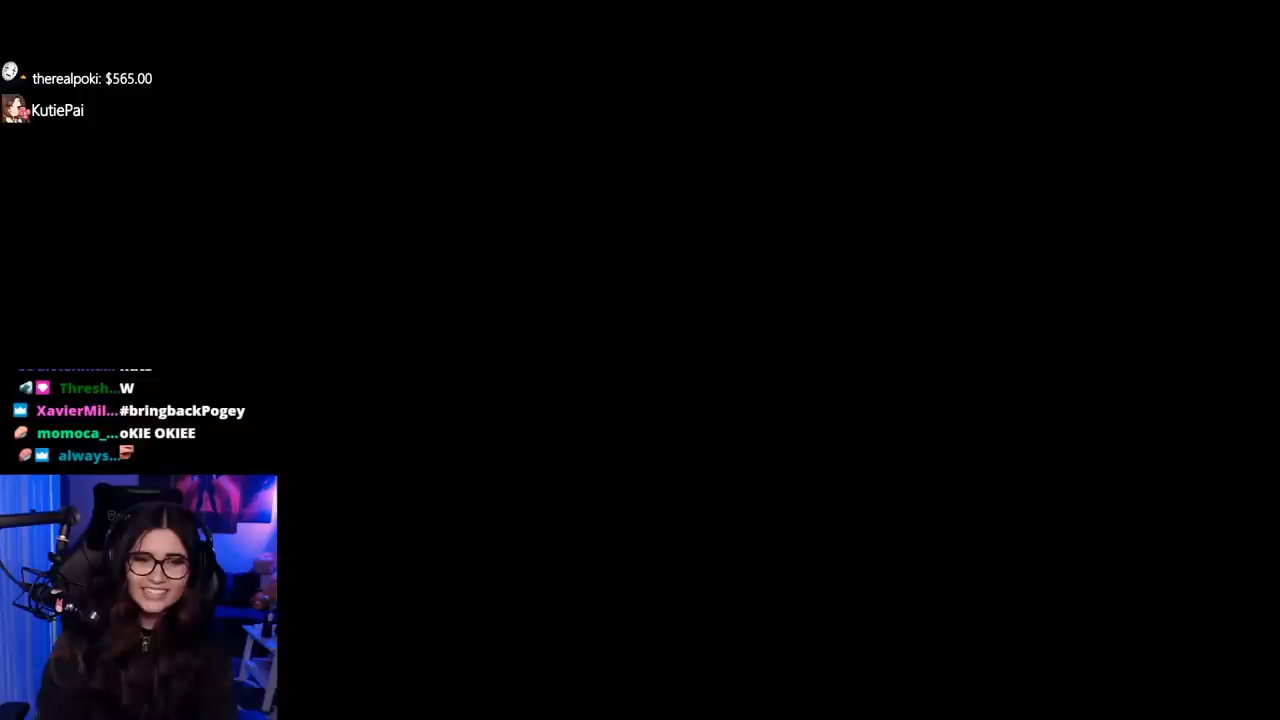 therealpoki: $565.00
KutiePai
Thresh... W
XavierMil... #bringbackPogey
momoca_... oKIE OKIEE
always...